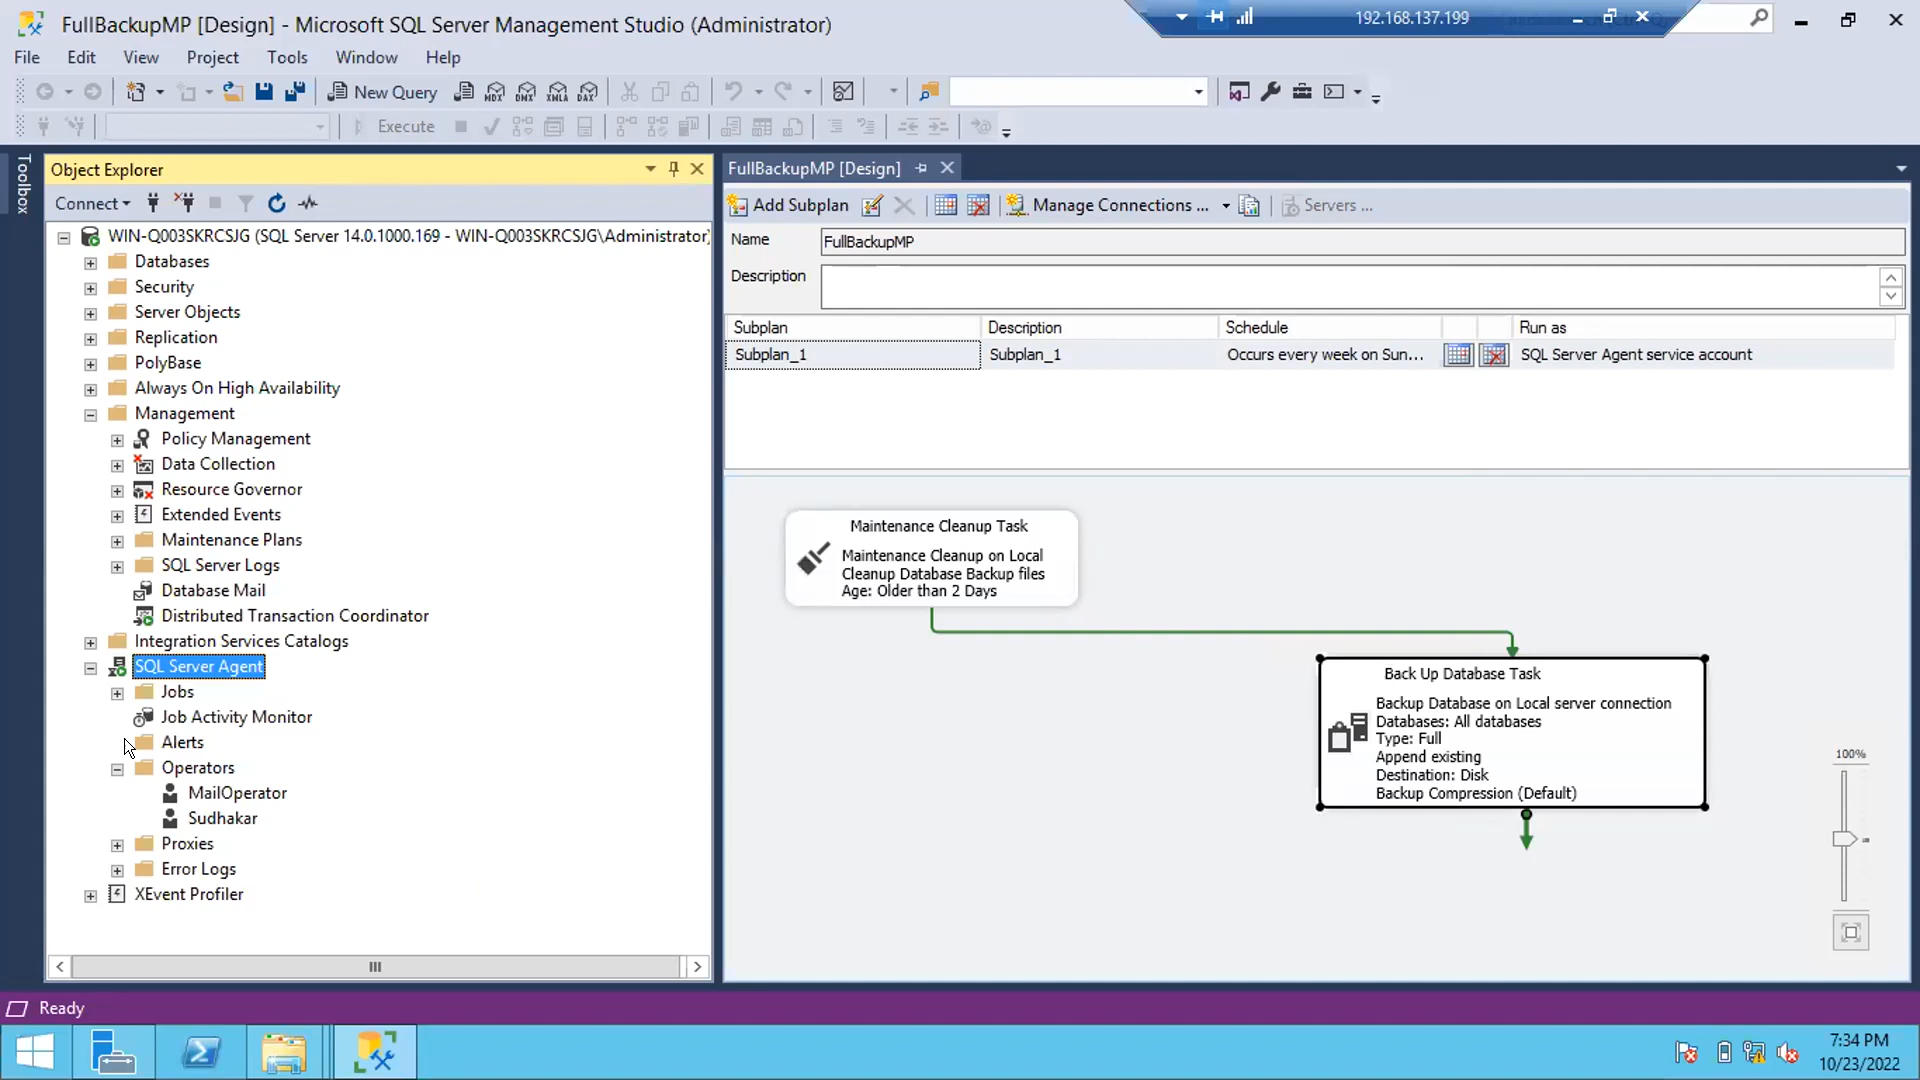 FullBackupMP [Design] - Microsoft SQL Server Management Studio (Administrator)
192.168.137.199
File Edit View Project Tools Window Help
New Query MDX DMX XMLA DAX
Execute
Toolbox
Object Explorer
Connect
WIN-Q003SKRCSJG (SQL Server 14.0.1000.169 - WIN-Q003SKRCSJG\Administrator)
Databases
Security
Server Objects
Replication
PolyBase
Always On High Availability
Management
Policy Management
Data Collection
Resource Governor
Extended Events
Maintenance Plans
SQL Server Logs
Database Mail
Distributed Transaction Coordinator
Integration Services Catalogs
SQL Server Agent
Jobs
Job Activity Monitor
Alerts
Operators
MailOperator
Sudhakar
Proxies
Error Logs
XEvent Profiler
FullBackupMP [Design]
Add Subplan Manage Connections ... Servers ...
Name FullBackupMP
Description
Subplan Description Schedule Run as
Subplan_1 Subplan_1 Occurs every week on Sun... SQL Server Agent service account
Maintenance Cleanup Task
Maintenance Cleanup on Local
Cleanup Database Backup files
Age: Older than 2 Days
Back Up Database Task
Backup Database on Local server connection
Databases: All databases
Type: Full
Append existing
Destination: Disk
Backup Compression (Default)
100%
Ready
7:34 PM
10/23/2022